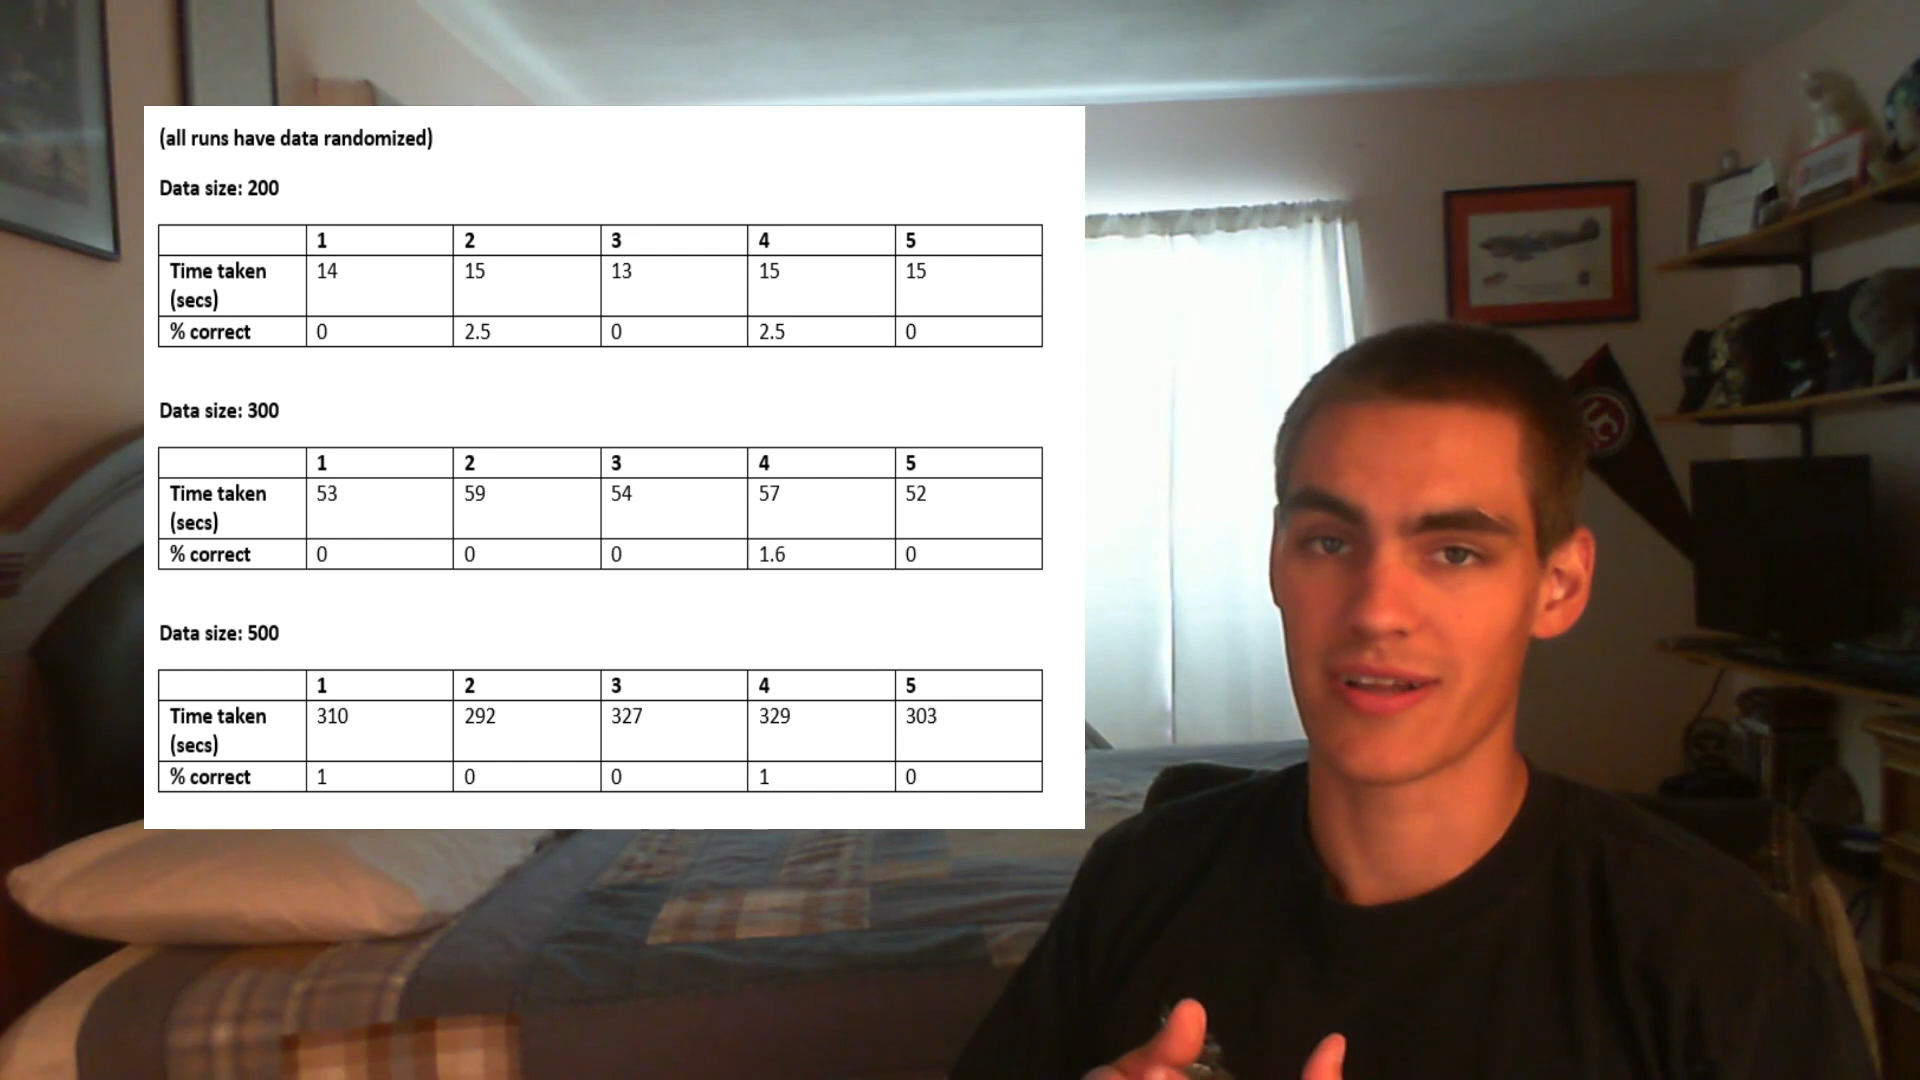 (all runs have data randomized)
Data size: 200
1 2 3 4 5
Time taken (secs) 14 15 13 15 15
% correct 0 2.5 0 2.5 0
Data size: 300
1 2 3 4 5
Time taken (secs) 53 59 54 57 52
% correct 0 0 0 1.6 0
Data size: 500
1 2 3 4 5
Time taken (secs) 310 292 327 329 303
% correct 1 0 0 1 0
UC